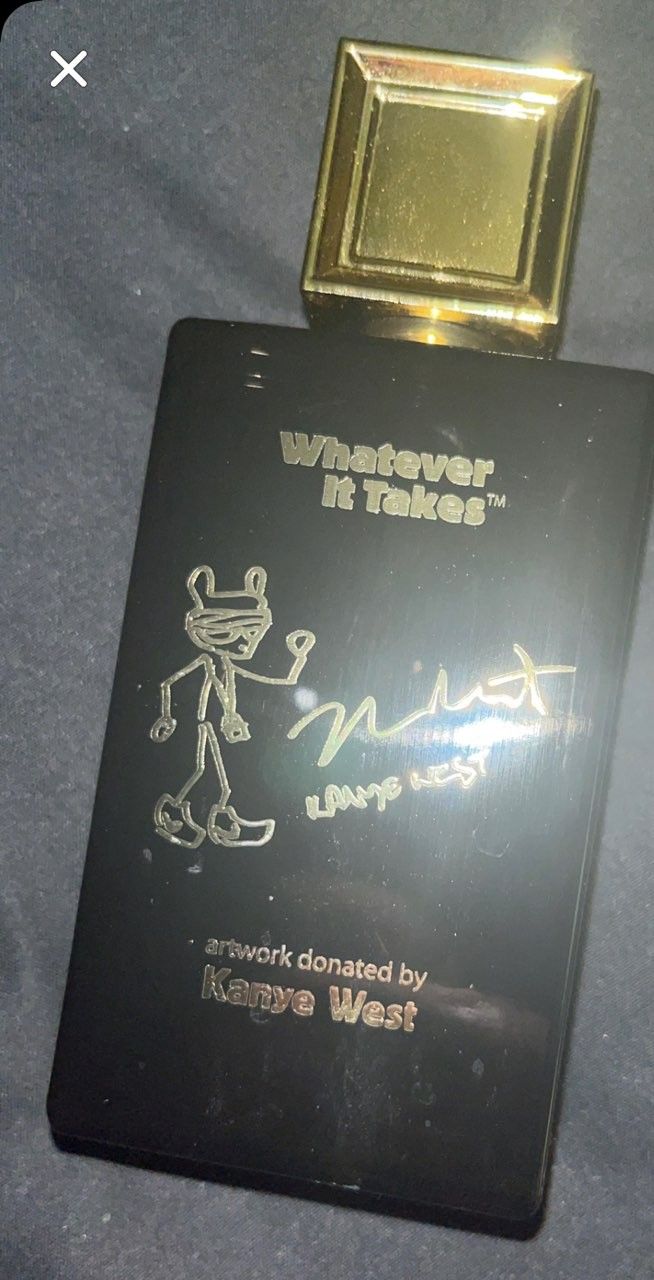 Whatever
It Takes™
KANYE WEST
artwork donated by
Kanye West